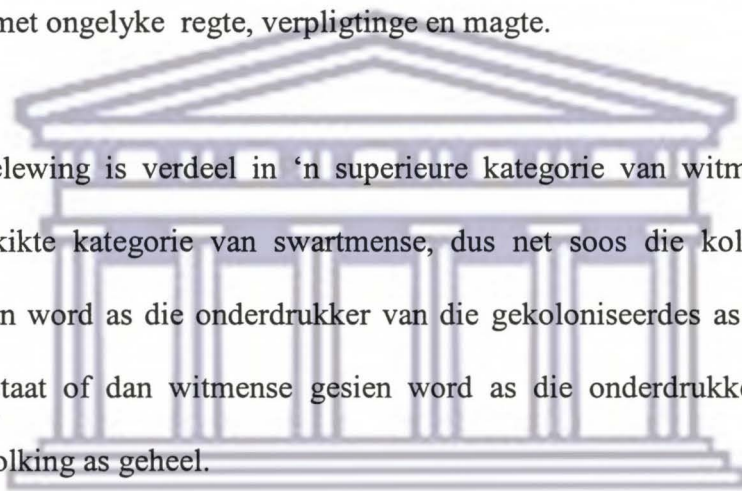 met ongelyke regte, verpligtinge en magte.
elewing is verdeel in ‘n superieure kategorie van witm
kikte kategorie van swartmense, dus net soos die kol
n word as die onderdrukker van die gekoloniseerdes as
taat of dan witmense gesien word as die onderdrukke
olking as geheel.